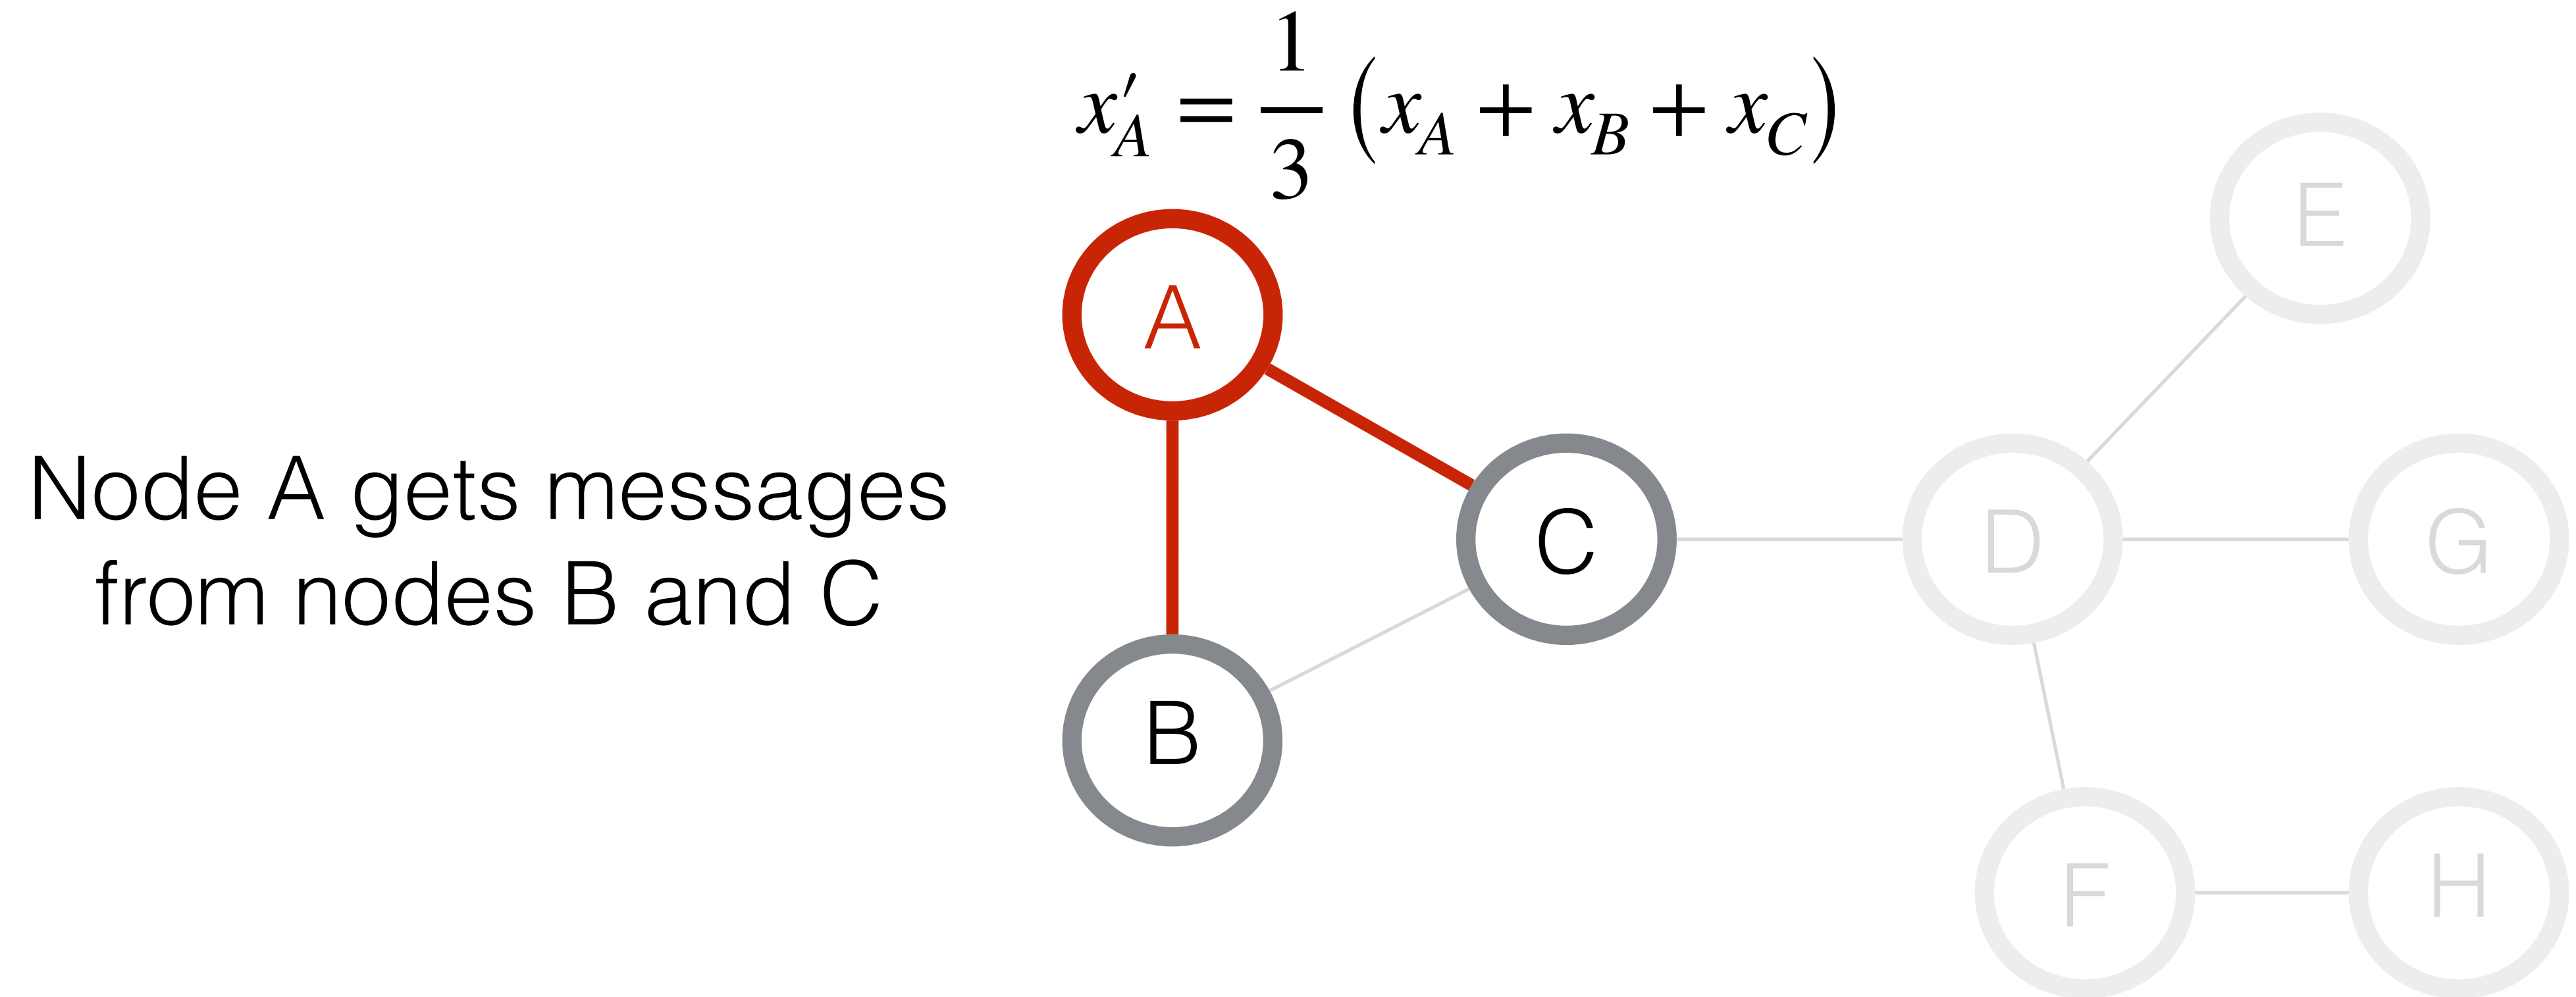 x′_A = 1/3 (x_A + x_B + x_C)
E
A
Node A gets messages
from nodes B and C
C
D
G
B
F
H